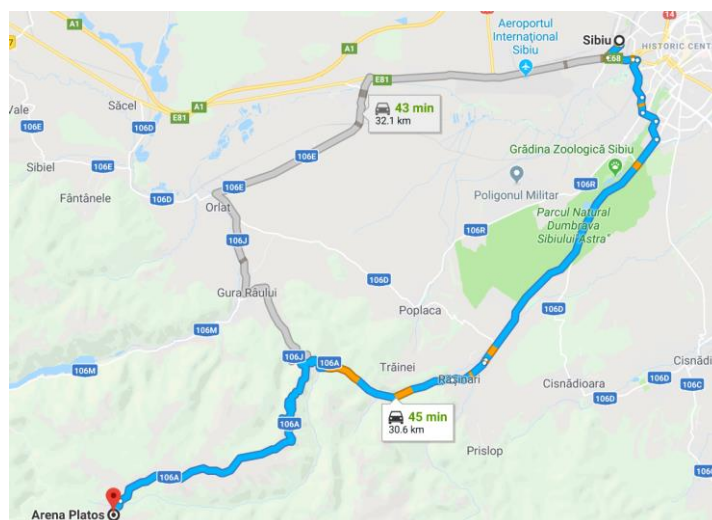 A1
14
Sibiu
Aeroportul
Internațional
Sibiu
E68
HISTORIC CENT
E81
43 min
32.1 km
Săcel
A1
Vale
E81
106D
106E
106E
Sibiel
106D
Grădina Zoologică Sibiu
Fântânele
106E
Orlat
Poligonul Militar
106R
106J
Parcul Natural
Dumbrava
Sibiului Astra"
106R
106D
Gura Râului
Poplaca
106D
106M
106J
106A
Trăinei
106M
Rășinari
Cisnădi
Cisnădioara
106C
106D
45 min
30.6 km
106A
Prislop
106A
106C
Arena Platos